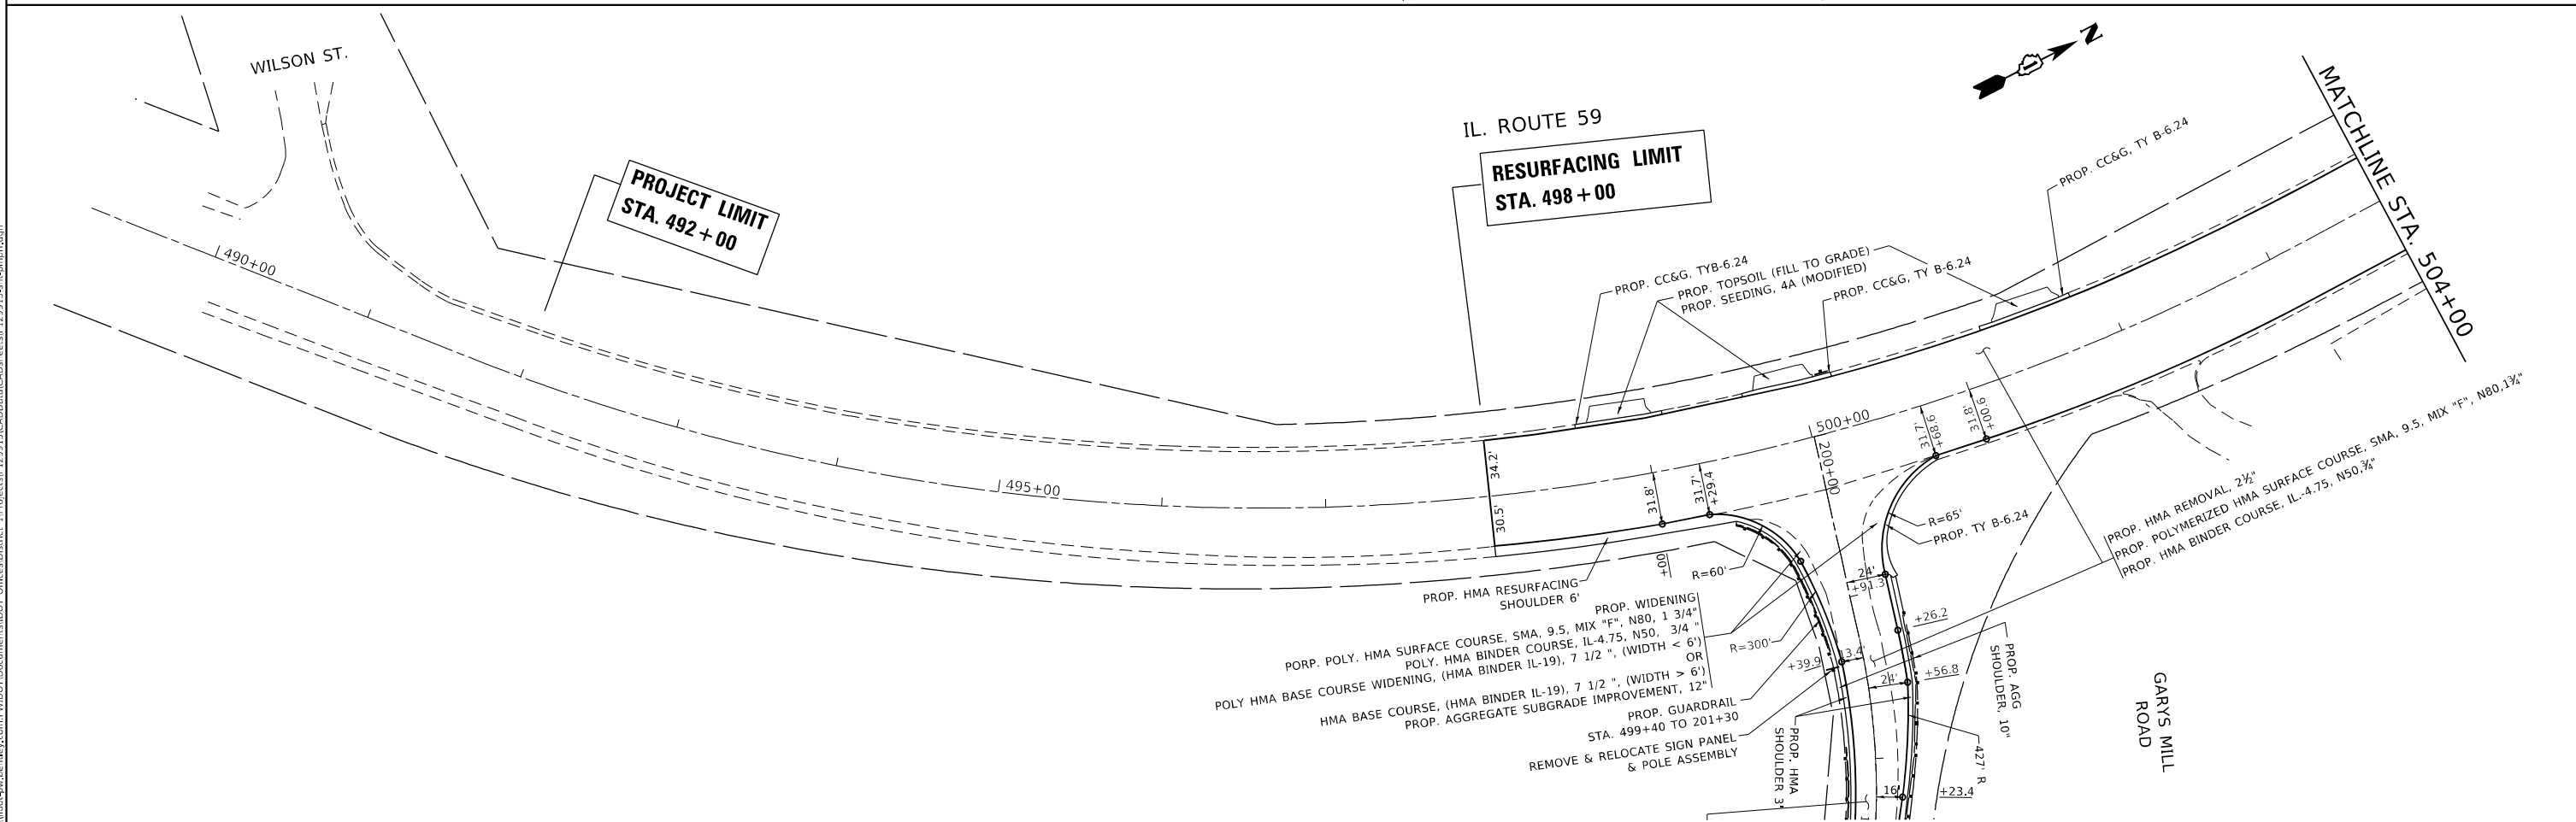 WILSON ST.
N
PROJECT LIMIT
STA. 492+00
IL. ROUTE 59
RESURFACING LIMIT
STA. 498+00
MATCHLINE STA. 504+00
PROP. CC&G, TY B-6.24
PROP. CC&G, TYB-6.24
PROP. TOPSOIL (FILL TO GRADE)
PROP. SEEDING, 4A (MODIFIED)
PROP. CC&G, TY B-6.24
490+00
495+00
500+00
200+00
34.2'
30.5'
31.8'
31.7'
+29.4
31.7'
+68.6
31.8'
+00.6
+00
PROP. HMA RESURFACING
SHOULDER 6'
R=60'
R=65'
PROP. TY B-6.24
PROP. HMA REMOVAL, 2½"
PROP. POLYMERIZED HMA SURFACE COURSE, SMA, 9.5, MIX "F", N80,1¾"
PROP. HMA BINDER COURSE, IL-4.75, N50,¾"
PROP. WIDENING
PORP. POLY. HMA SURFACE COURSE, SMA, 9.5, MIX "F", N80, 1 3/4"
POLY. HMA BINDER COURSE, IL-4.75, N50, 3/4 "
POLY HMA BASE COURSE WIDENING, (HMA BINDER IL-19), 7 1/2 ", (WIDTH < 6')
OR
HMA BASE COURSE, (HMA BINDER IL-19), 7 1/2 ", (WIDTH > 6')
PROP. AGGREGATE SUBGRADE IMPROVEMENT, 12"
R=300'
PROP. GUARDRAIL
STA. 499+40 TO 201+30
REMOVE & RELOCATE SIGN PANEL
& POLE ASSEMBLY
24'
+91.3
+26.2
+39.9
3.4'
24'
+56.8
PROP. AGG
SHOULDER, 10"
PROP. HMA
SHOULDER 3'
427' R
16'
+23.4
GARYS MILL
ROAD